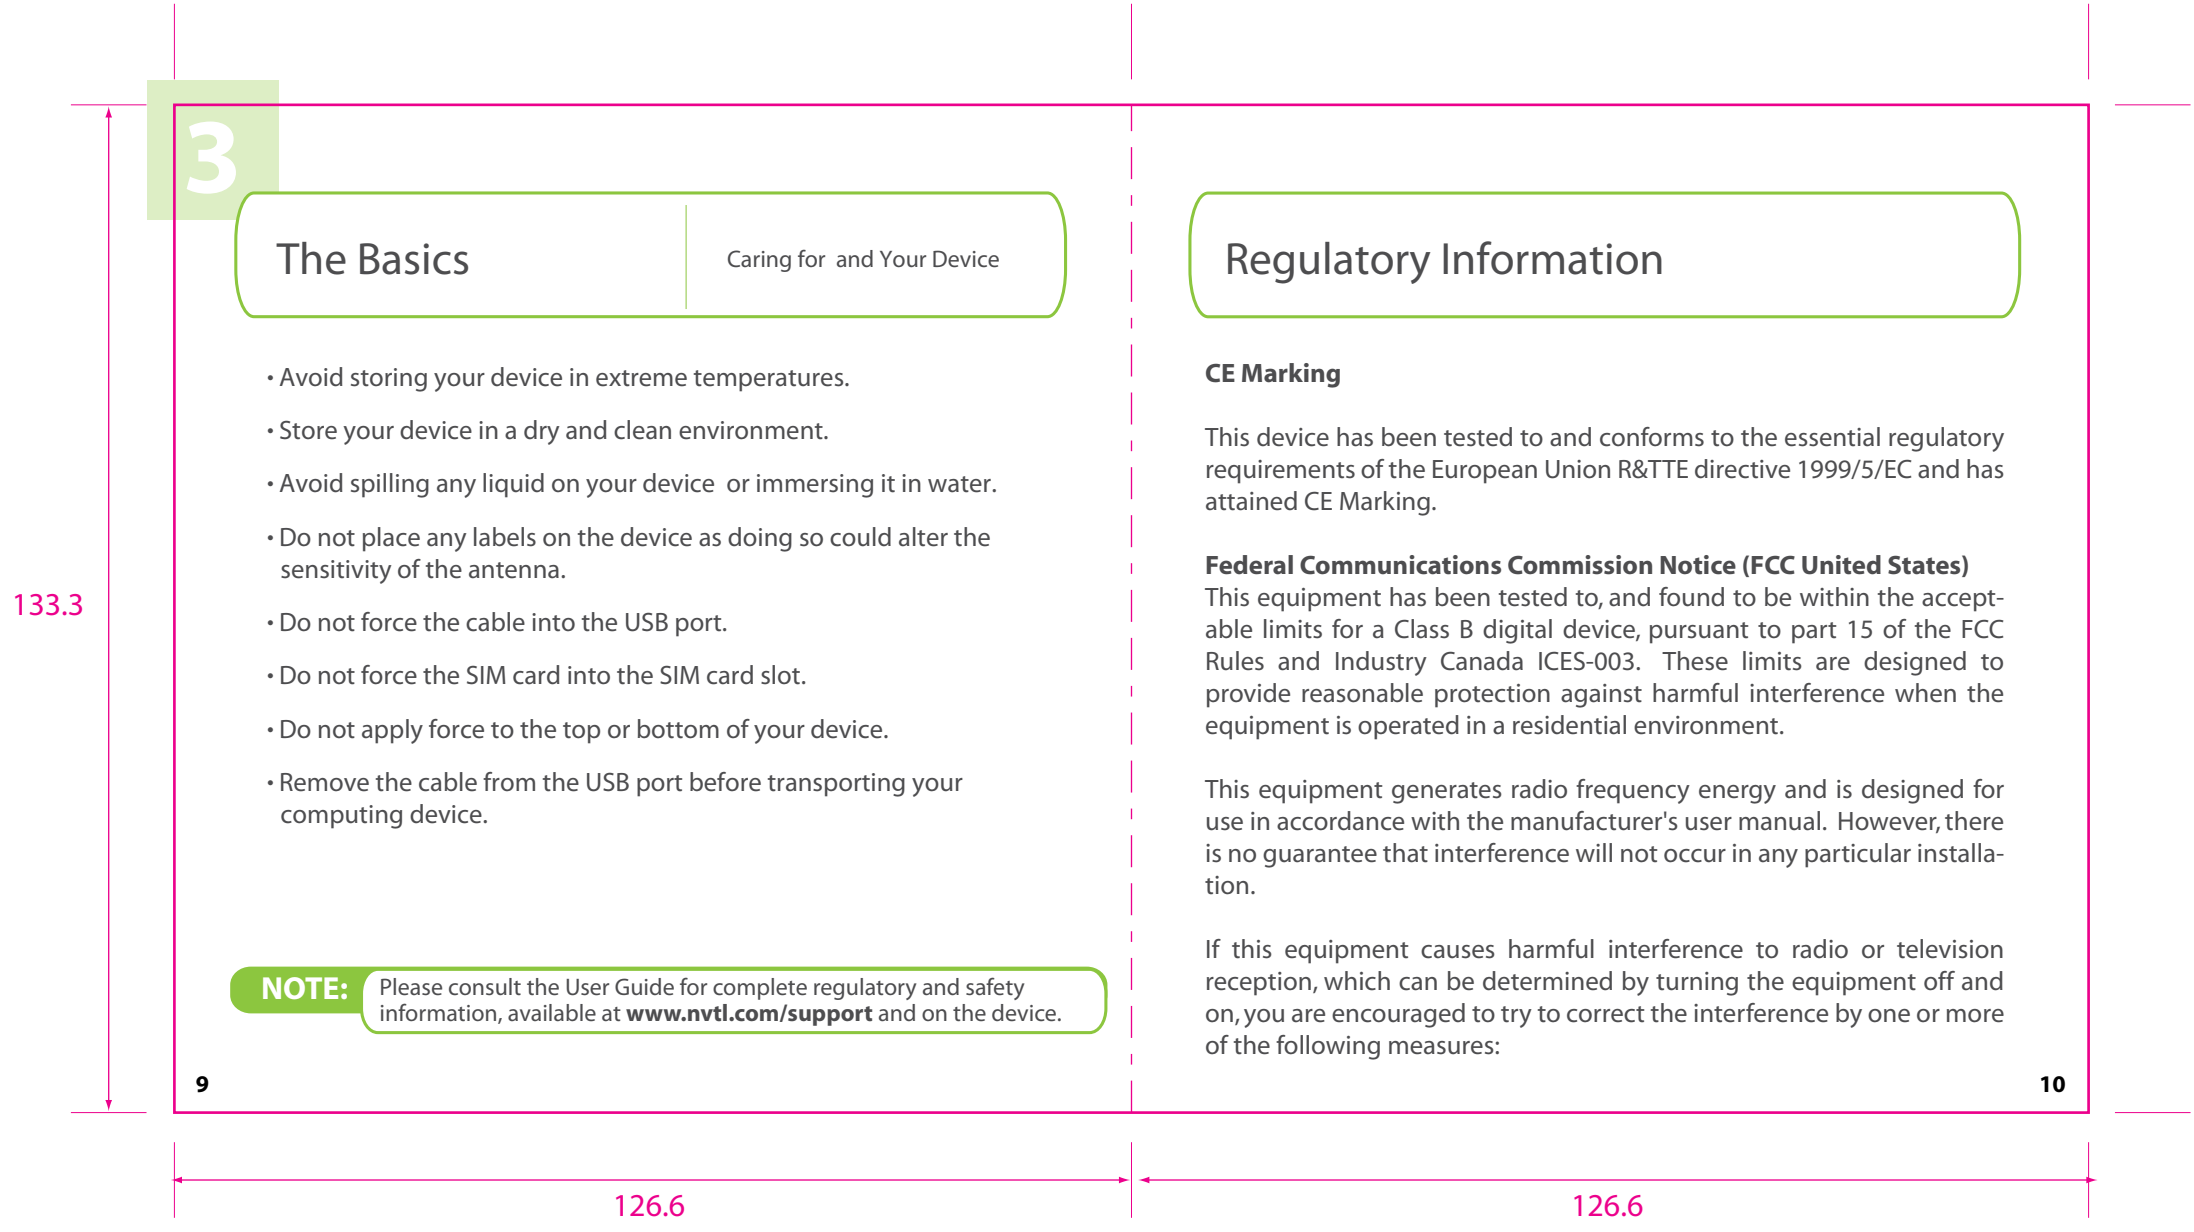 3
The Basics
Caring for  and Your Device
• Avoid storing your device in extreme temperatures.
• Store your device in a dry and clean environment.
• Avoid spilling any liquid on your device  or immersing it in water.
• Do not place any labels on the device as doing so could alter the
sensitivity of the antenna.
• Do not force the cable into the USB port.
• Do not force the SIM card into the SIM card slot.
• Do not apply force to the top or bottom of your device.
• Remove the cable from the USB port before transporting your
computing device.
NOTE:
Please consult the User Guide for complete regulatory and safety
information, available at www.nvtl.com/support and on the device.
9
Regulatory Information
CE Marking
This device has been tested to and conforms to the essential regulatory
requirements of the European Union R&TTE directive 1999/5/EC and has
attained CE Marking.
Federal Communications Commission Notice (FCC United States)
This equipment has been tested to, and found to be within the accept-
able limits for a Class B digital device, pursuant to part 15 of the FCC
Rules and Industry Canada ICES-003.  These limits are designed to
provide reasonable protection against harmful interference when the
equipment is operated in a residential environment.
This equipment generates radio frequency energy and is designed for
use in accordance with the manufacturer's user manual.  However, there
is no guarantee that interference will not occur in any particular installa-
tion.
If this equipment causes harmful interference to radio or television
reception, which can be determined by turning the equipment off and
on, you are encouraged to try to correct the interference by one or more
of the following measures:
10
133.3
126.6
126.6